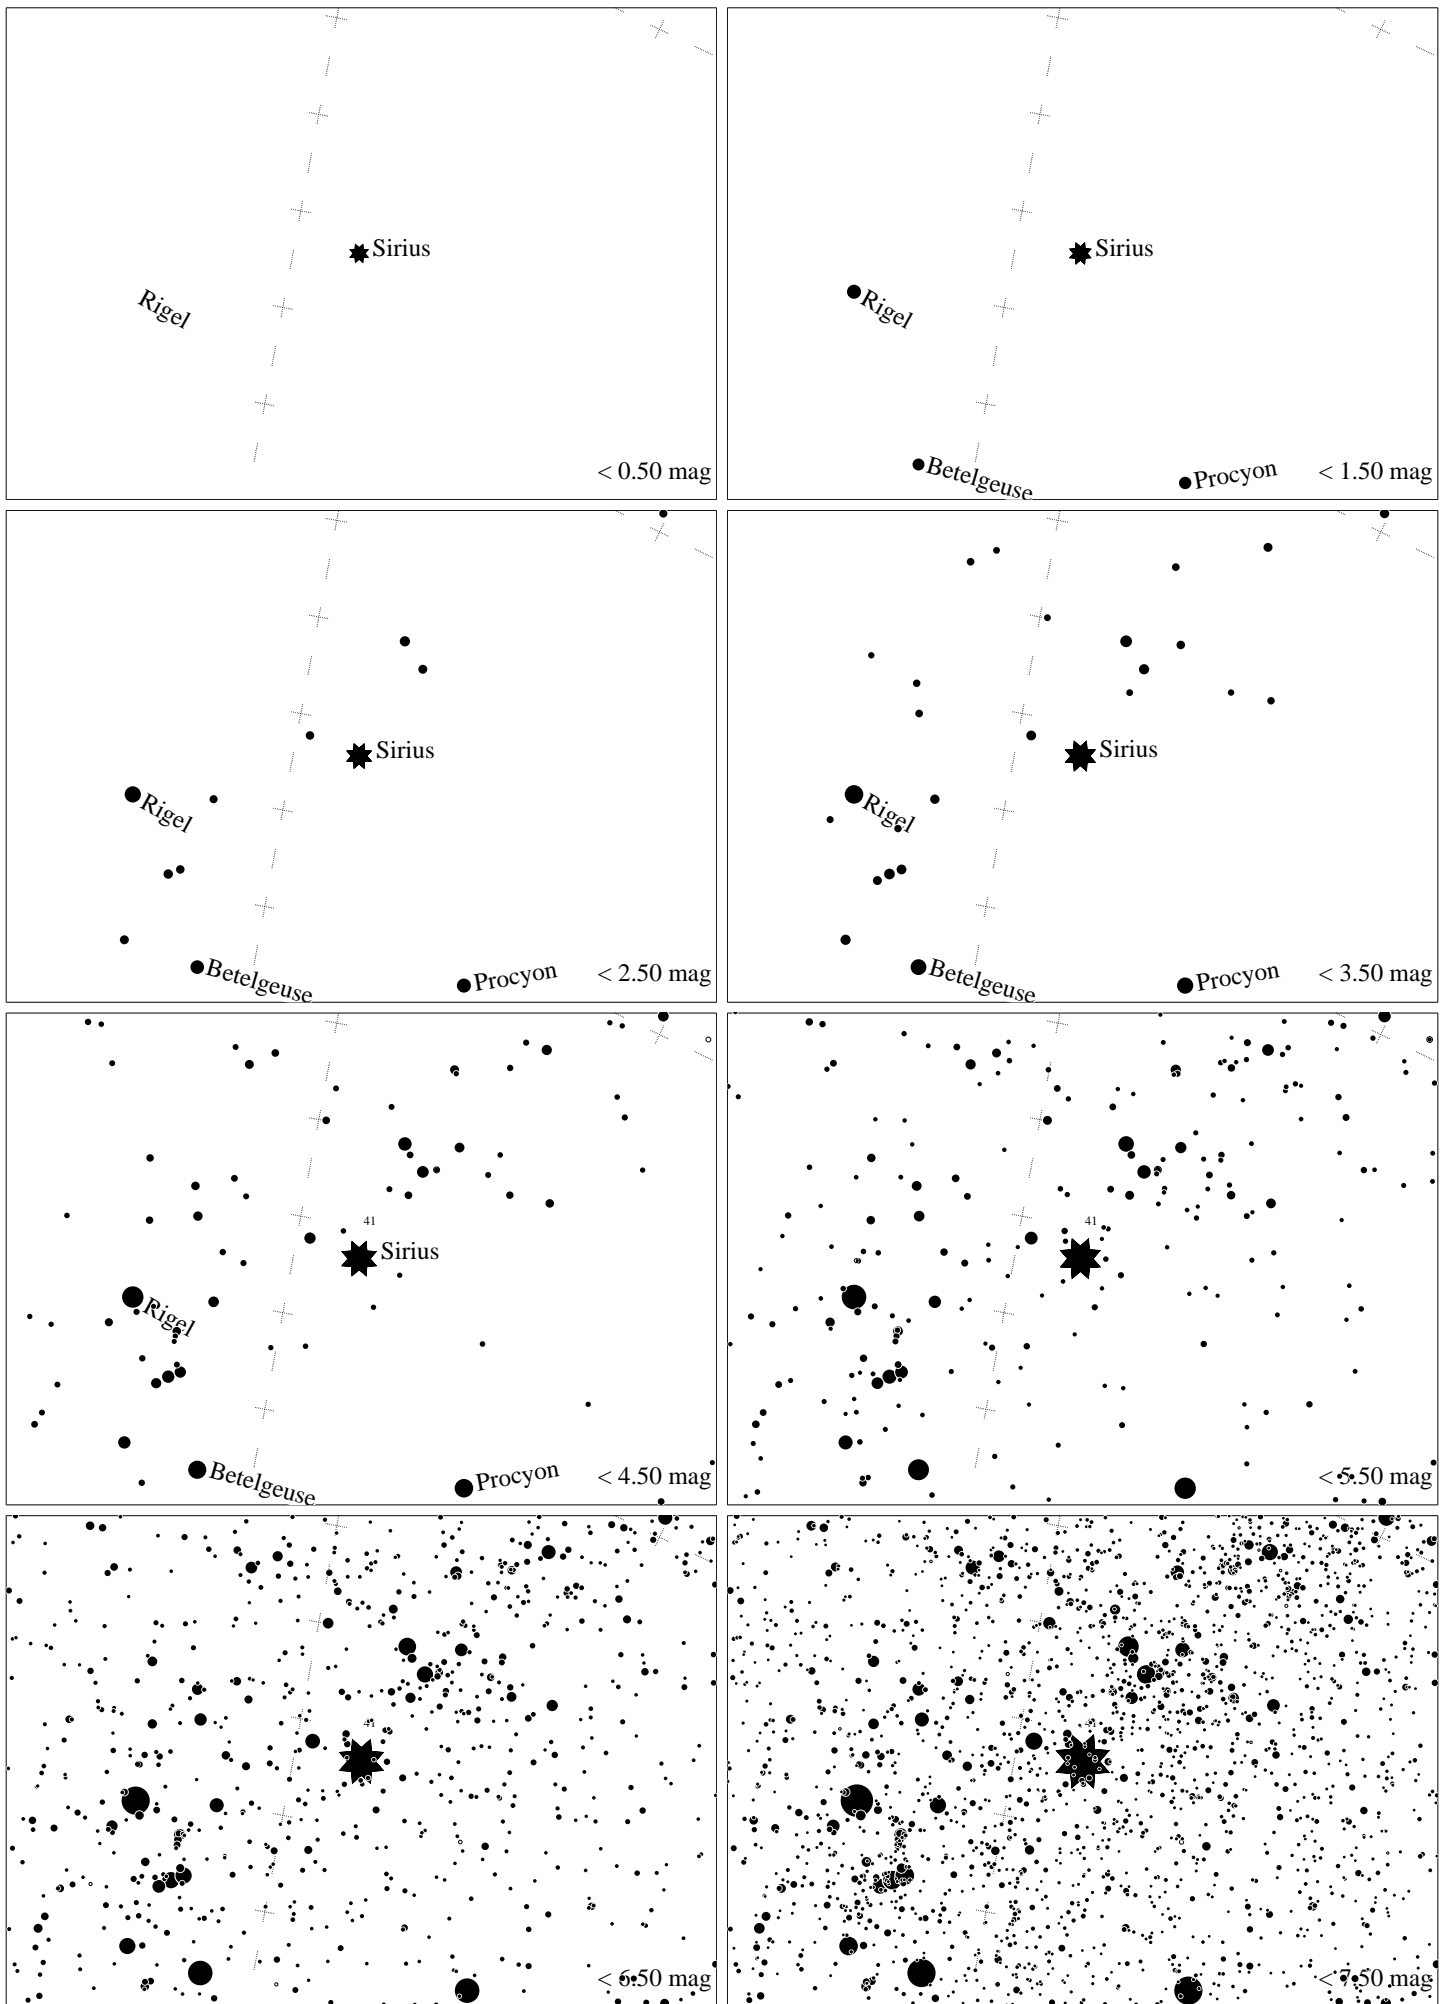 Sirius
Rigel
< 0.50 mag
Sirius
Rigel
Betelgeuse
Procyon
< 1.50 mag
Sirius
Rigel
Betelgeuse
Procyon
< 2.50 mag
Sirius
Rigel
Betelgeuse
Procyon
< 3.50 mag
41
Sirius
Rigel
Betelgeuse
Procyon
< 4.50 mag
41
< 5.50 mag
41
< 6.50 mag
41
< 7.50 mag